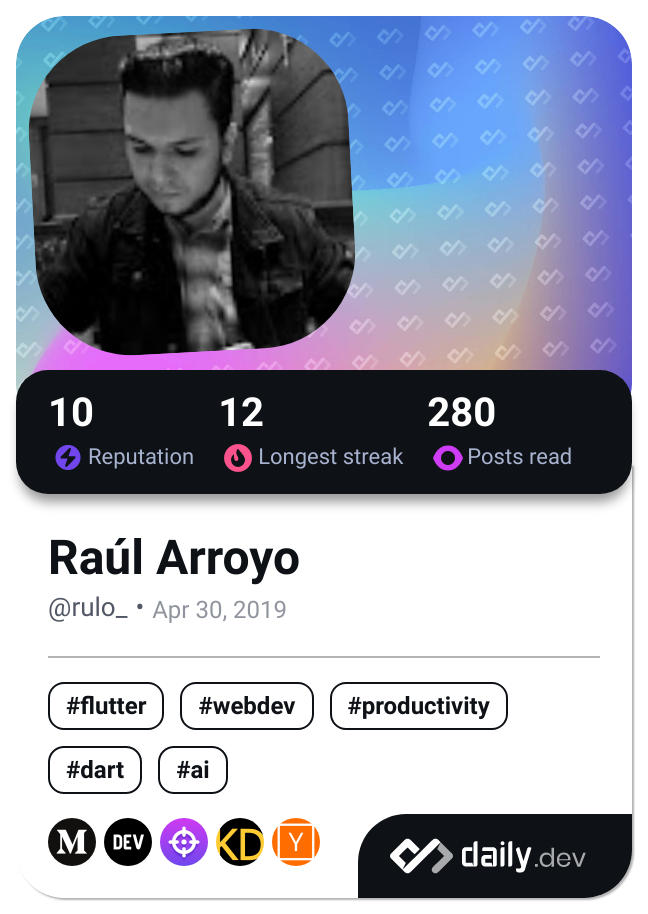 10 12 280
Reputation Longest streak Posts read
Raúl Arroyo
@rulo_ • Apr 30, 2019
#flutter #webdev #productivity
#dart #ai
M DEV KD Y
daily.dev